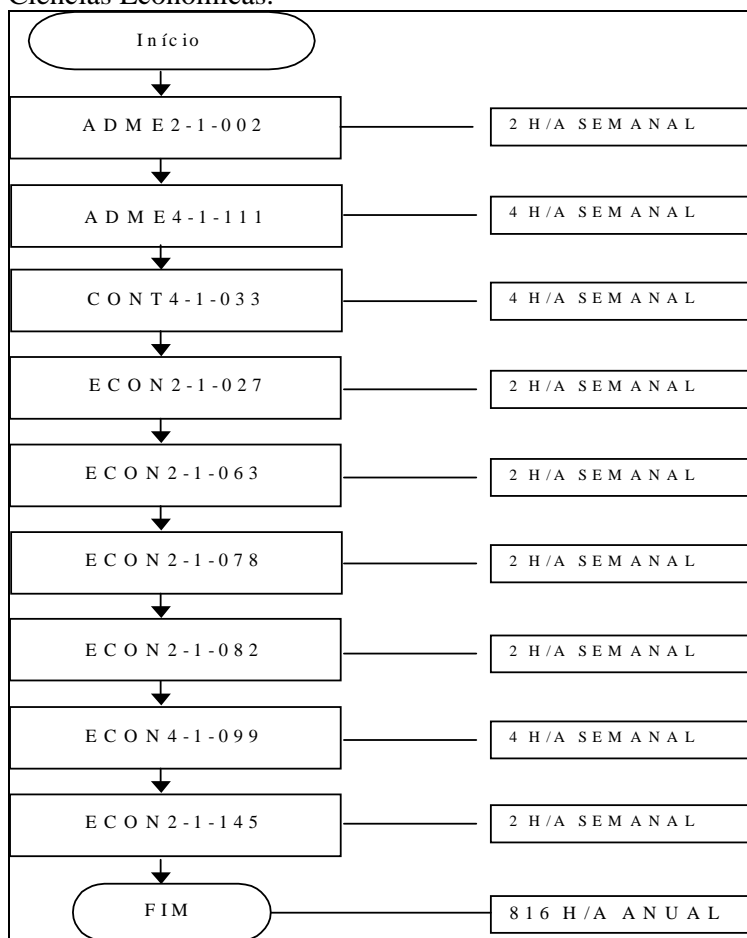 Ciências Econômicas.
Início
ADME2-1-002
2 H/A SEMANAL
ADME4-1-111
4 H/A SEMANAL
CONT4-1-033
4 H/A SEMANAL
ECON2-1-027
2 H/A SEMANAL
ECON2-1-063
2 H/A SEMANAL
ECON2-1-078
2 H/A SEMANAL
ECON2-1-082
2 H/A SEMANAL
ECON4-1-099
4 H/A SEMANAL
ECON2-1-145
2 H/A SEMANAL
FIM
816 H/A ANUAL